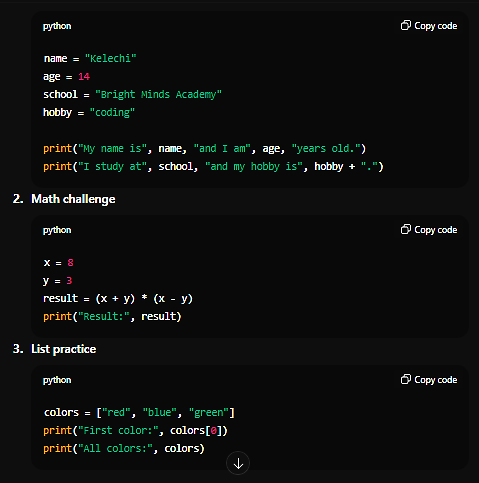 python Copy code
name = "Kelechi"
age = 14
school = "Bright Minds Academy"
hobby = "coding"
print("My name is", name, "and I am", age, "years old.")
print("I study at", school, "and my hobby is", hobby + ".")
2. Math challenge
python Copy code
x = 8
y = 3
result = (x + y) * (x - y)
print("Result:", result)
3. List practice
python Copy code
colors = ["red", "blue", "green"]
print("First color:", colors[0])
print("All colors:", colors)